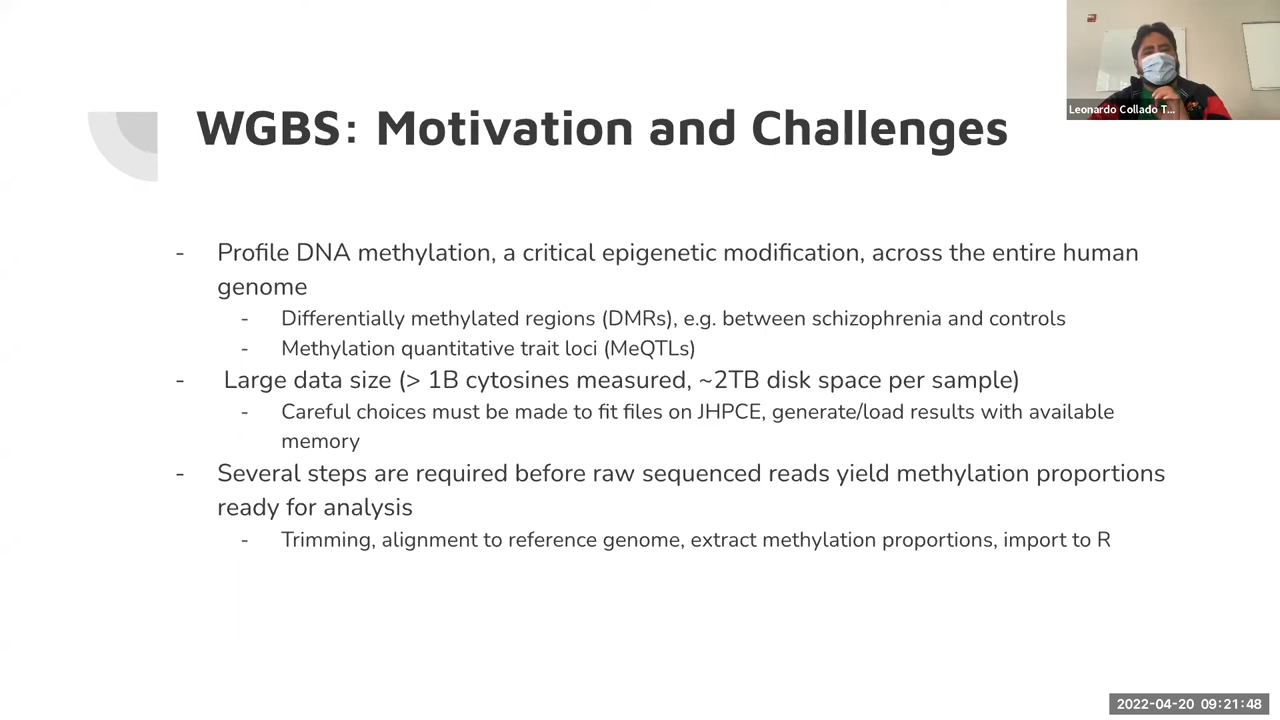 WGBS: Motivation and Challenges
Leonardo Collado T...
- Profile DNA methylation, a critical epigenetic modification, across the entire human
genome
- Differentially methylated regions (DMRs), e.g. between schizophrenia and controls
- Methylation quantitative trait loci (MeQTLs)
- Large data size (> 1B cytosines measured, ~2TB disk space per sample)
- Careful choices must be made to fit files on JHPCE, generate/load results with available
memory
- Several steps are required before raw sequenced reads yield methylation proportions
ready for analysis
- Trimming, alignment to reference genome, extract methylation proportions, import to R
2022-04-20 09:21:48